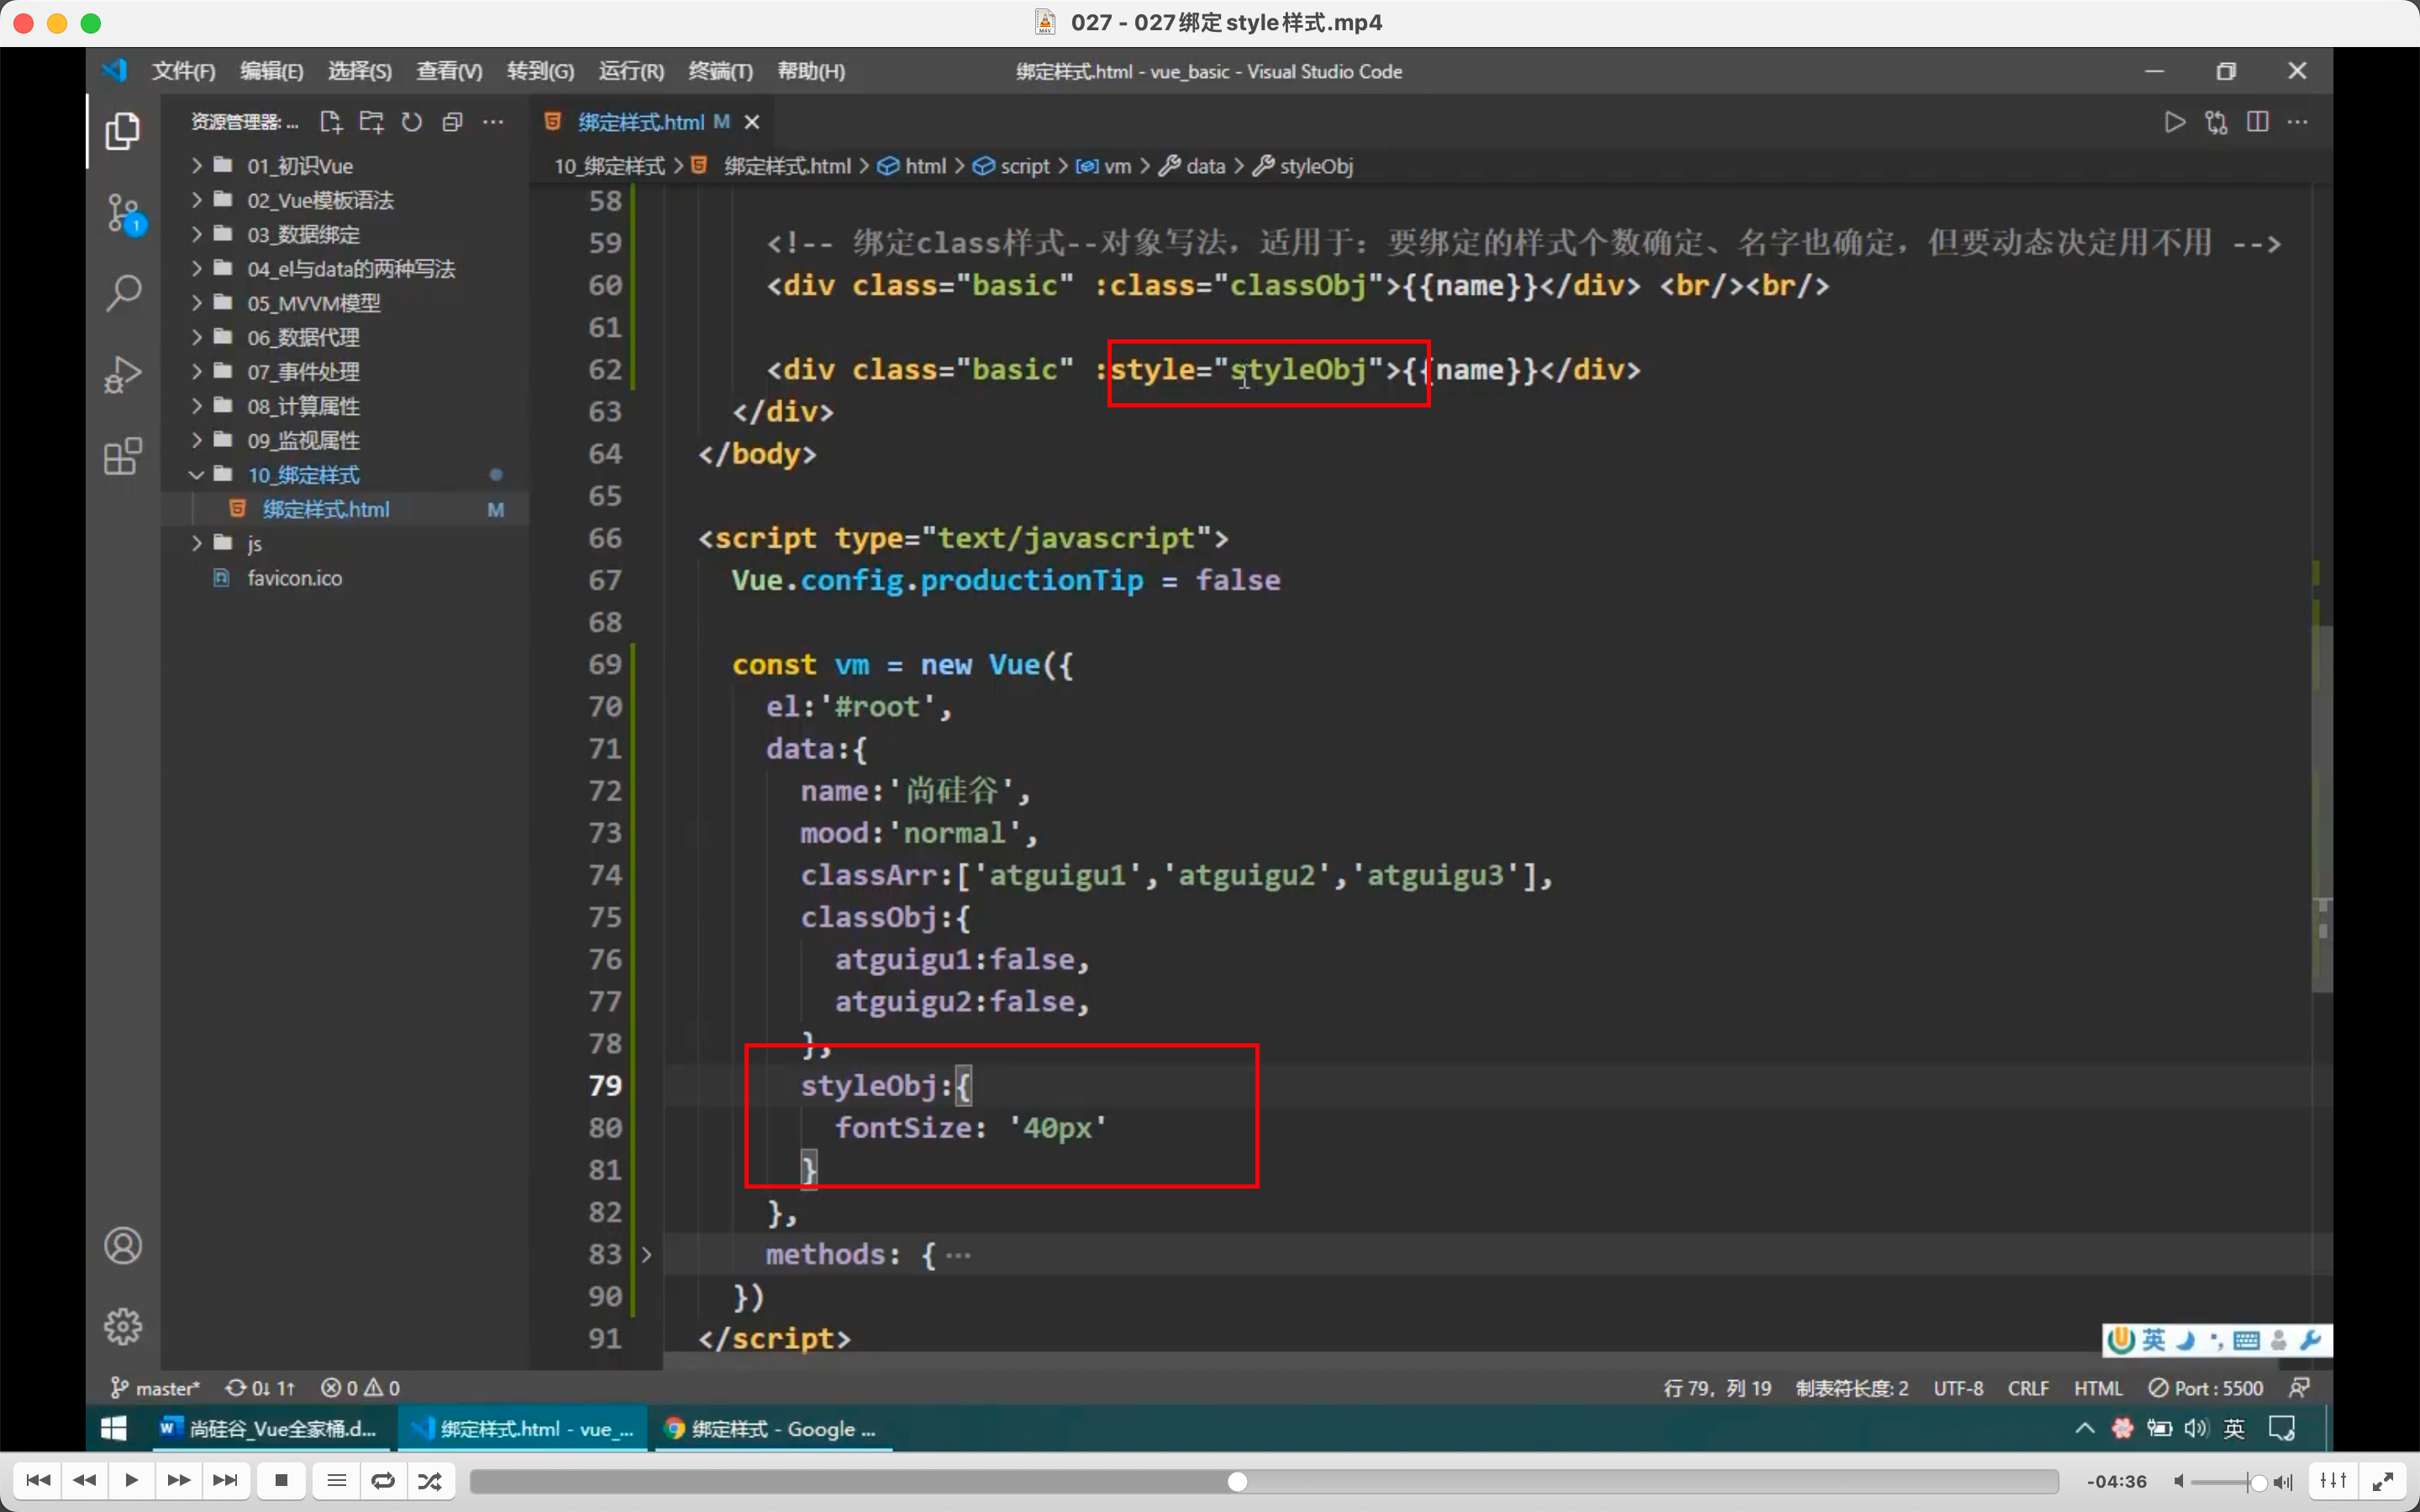 027 - 027绑定style样式.mp4
文件(F) 编辑(E) 选择(S) 查看(V) 转到(G) 运行(R) 终端(T) 帮助(H)
绑定样式.html - vue_basic - Visual Studio Code
资源管理器: ...
01_初识Vue
02_Vue模板语法
03_数据绑定
04_el与data的两种写法
05_MVVM模型
06_数据代理
07_事件处理
08_计算属性
09_监视属性
10_绑定样式
绑定样式.html M
js
favicon.ico
绑定样式.html M
10_绑定样式 > 绑定样式.html > html > script > vm > data > styleObj
58
59 <!-- 绑定class样式--对象写法，适用于：要绑定的样式个数确定、名字也确定，但要动态决定用不用 -->
60 <div class="basic" :class="classObj">{{name}}</div> <br/><br/>
61
62 <div class="basic" :style="styleObj">{{name}}</div>
63 </div>
64 </body>
65
66 <script type="text/javascript">
67 Vue.config.productionTip = false
68
69 const vm = new Vue({
70 el:'#root',
71 data:{
72 name:'尚硅谷',
73 mood:'normal',
74 classArr:['atguigu1','atguigu2','atguigu3'],
75 classObj:{
76 atguigu1:false,
77 atguigu2:false,
78 },
79 styleObj:{
80 fontSize: '40px'
81 }
82 },
83 methods: { ...
90 })
91 </script>
英
master* 0↓ 1↑ 0 0
行 79，列 19 制表符长度: 2 UTF-8 CRLF HTML Port : 5500
尚硅谷_Vue全家桶.d...
绑定样式.html - vue_...
绑定样式 - Google ...
英
-04:36